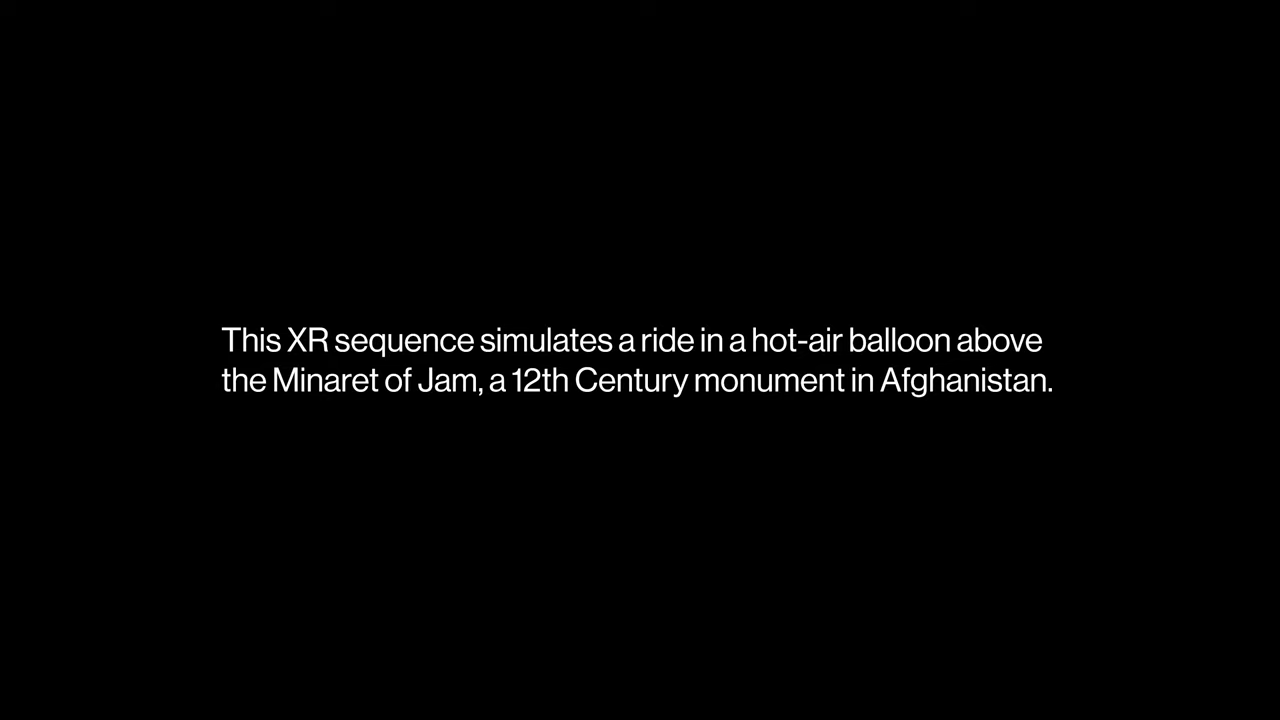 This XR sequence simulates a ride in a hot-air balloon above
the Minaret of Jam, a 12th Century monument in Afghanistan.